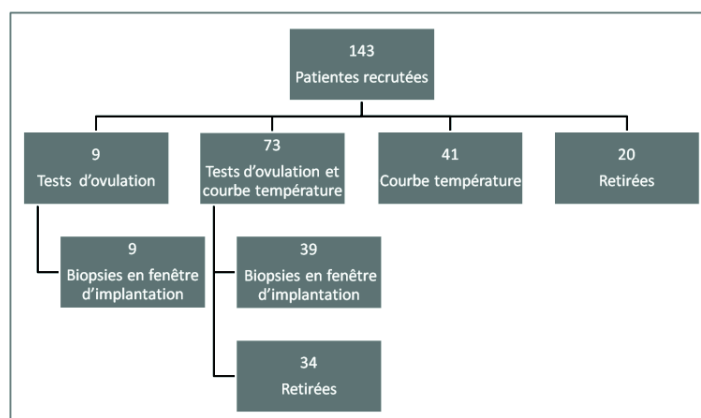 143
Patientes recrutées
9
Tests d'ovulation
73
Tests d'ovulation et
courbe température
41
Courbe température
20
Retirées
9
Biopsies en fenêtre
d'implantation
39
Biopsies en fenêtre
d'implantation
34
Retirées